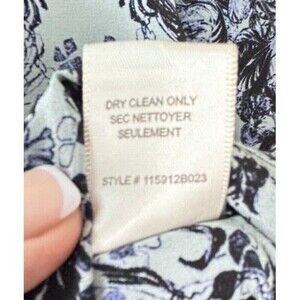 DRY CLEAN ONLY
SEC NETTOYER
SEULEMENT
STYLE # 115912B023